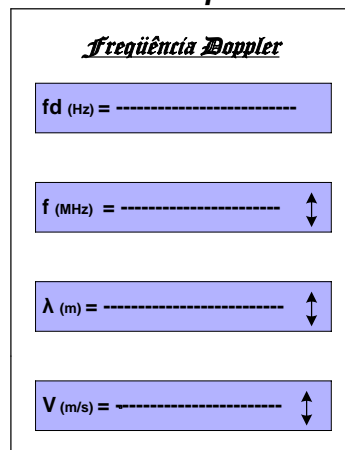 Freqüência Doppler
fd (Hz) = --------------------------
f (MHz) = -----------------------
λ (m) = --------------------------
V (m/s) = ------------------------